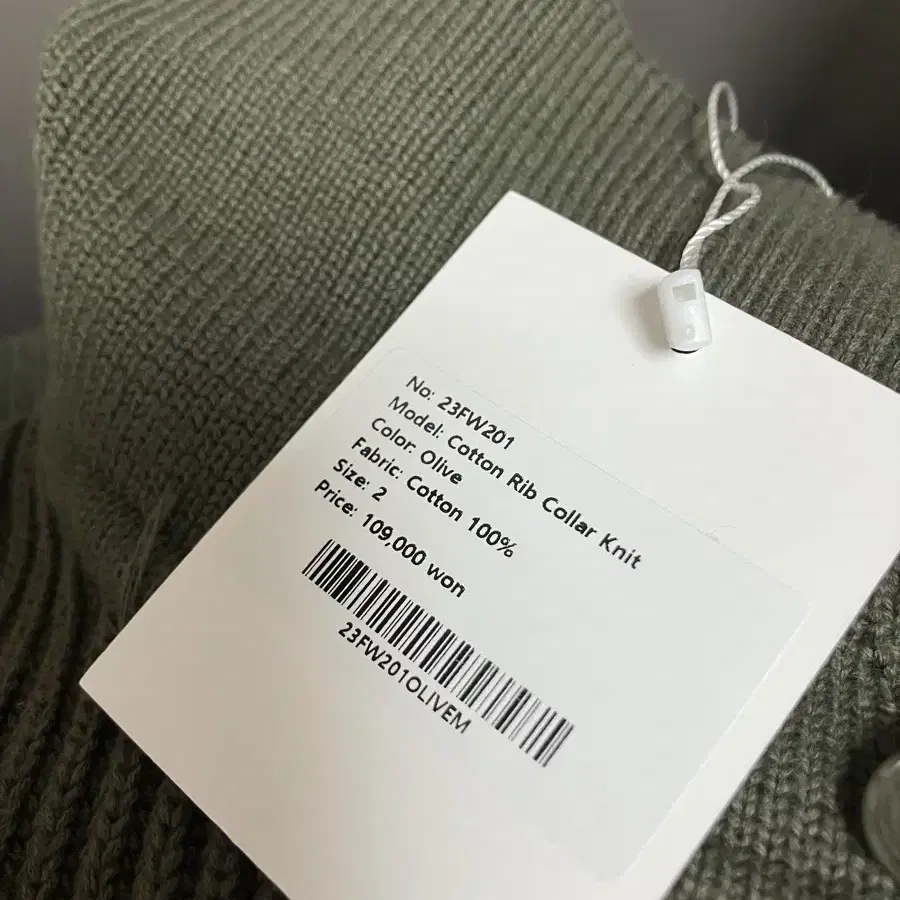 No: 23FW201
Model: Cotton Rib Collar Knit
Color: Olive
Fabric: Cotton 100%
Size: 2
Price: 109,000 won
23FW201OLIVEM